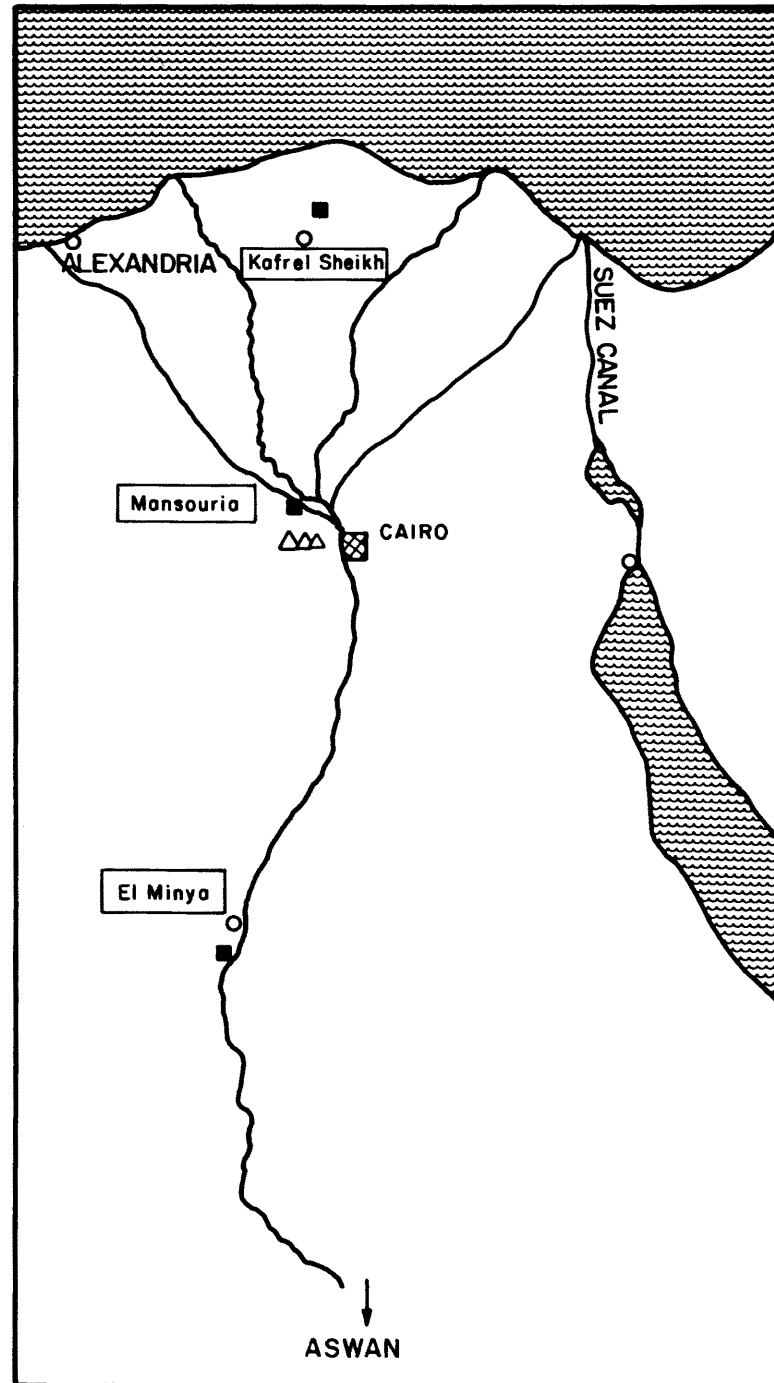 ALEXANDRIA
Kafrel Sheikh
SUEZ CANAL
Mansouria
CAIRO
El Minya
ASWAN